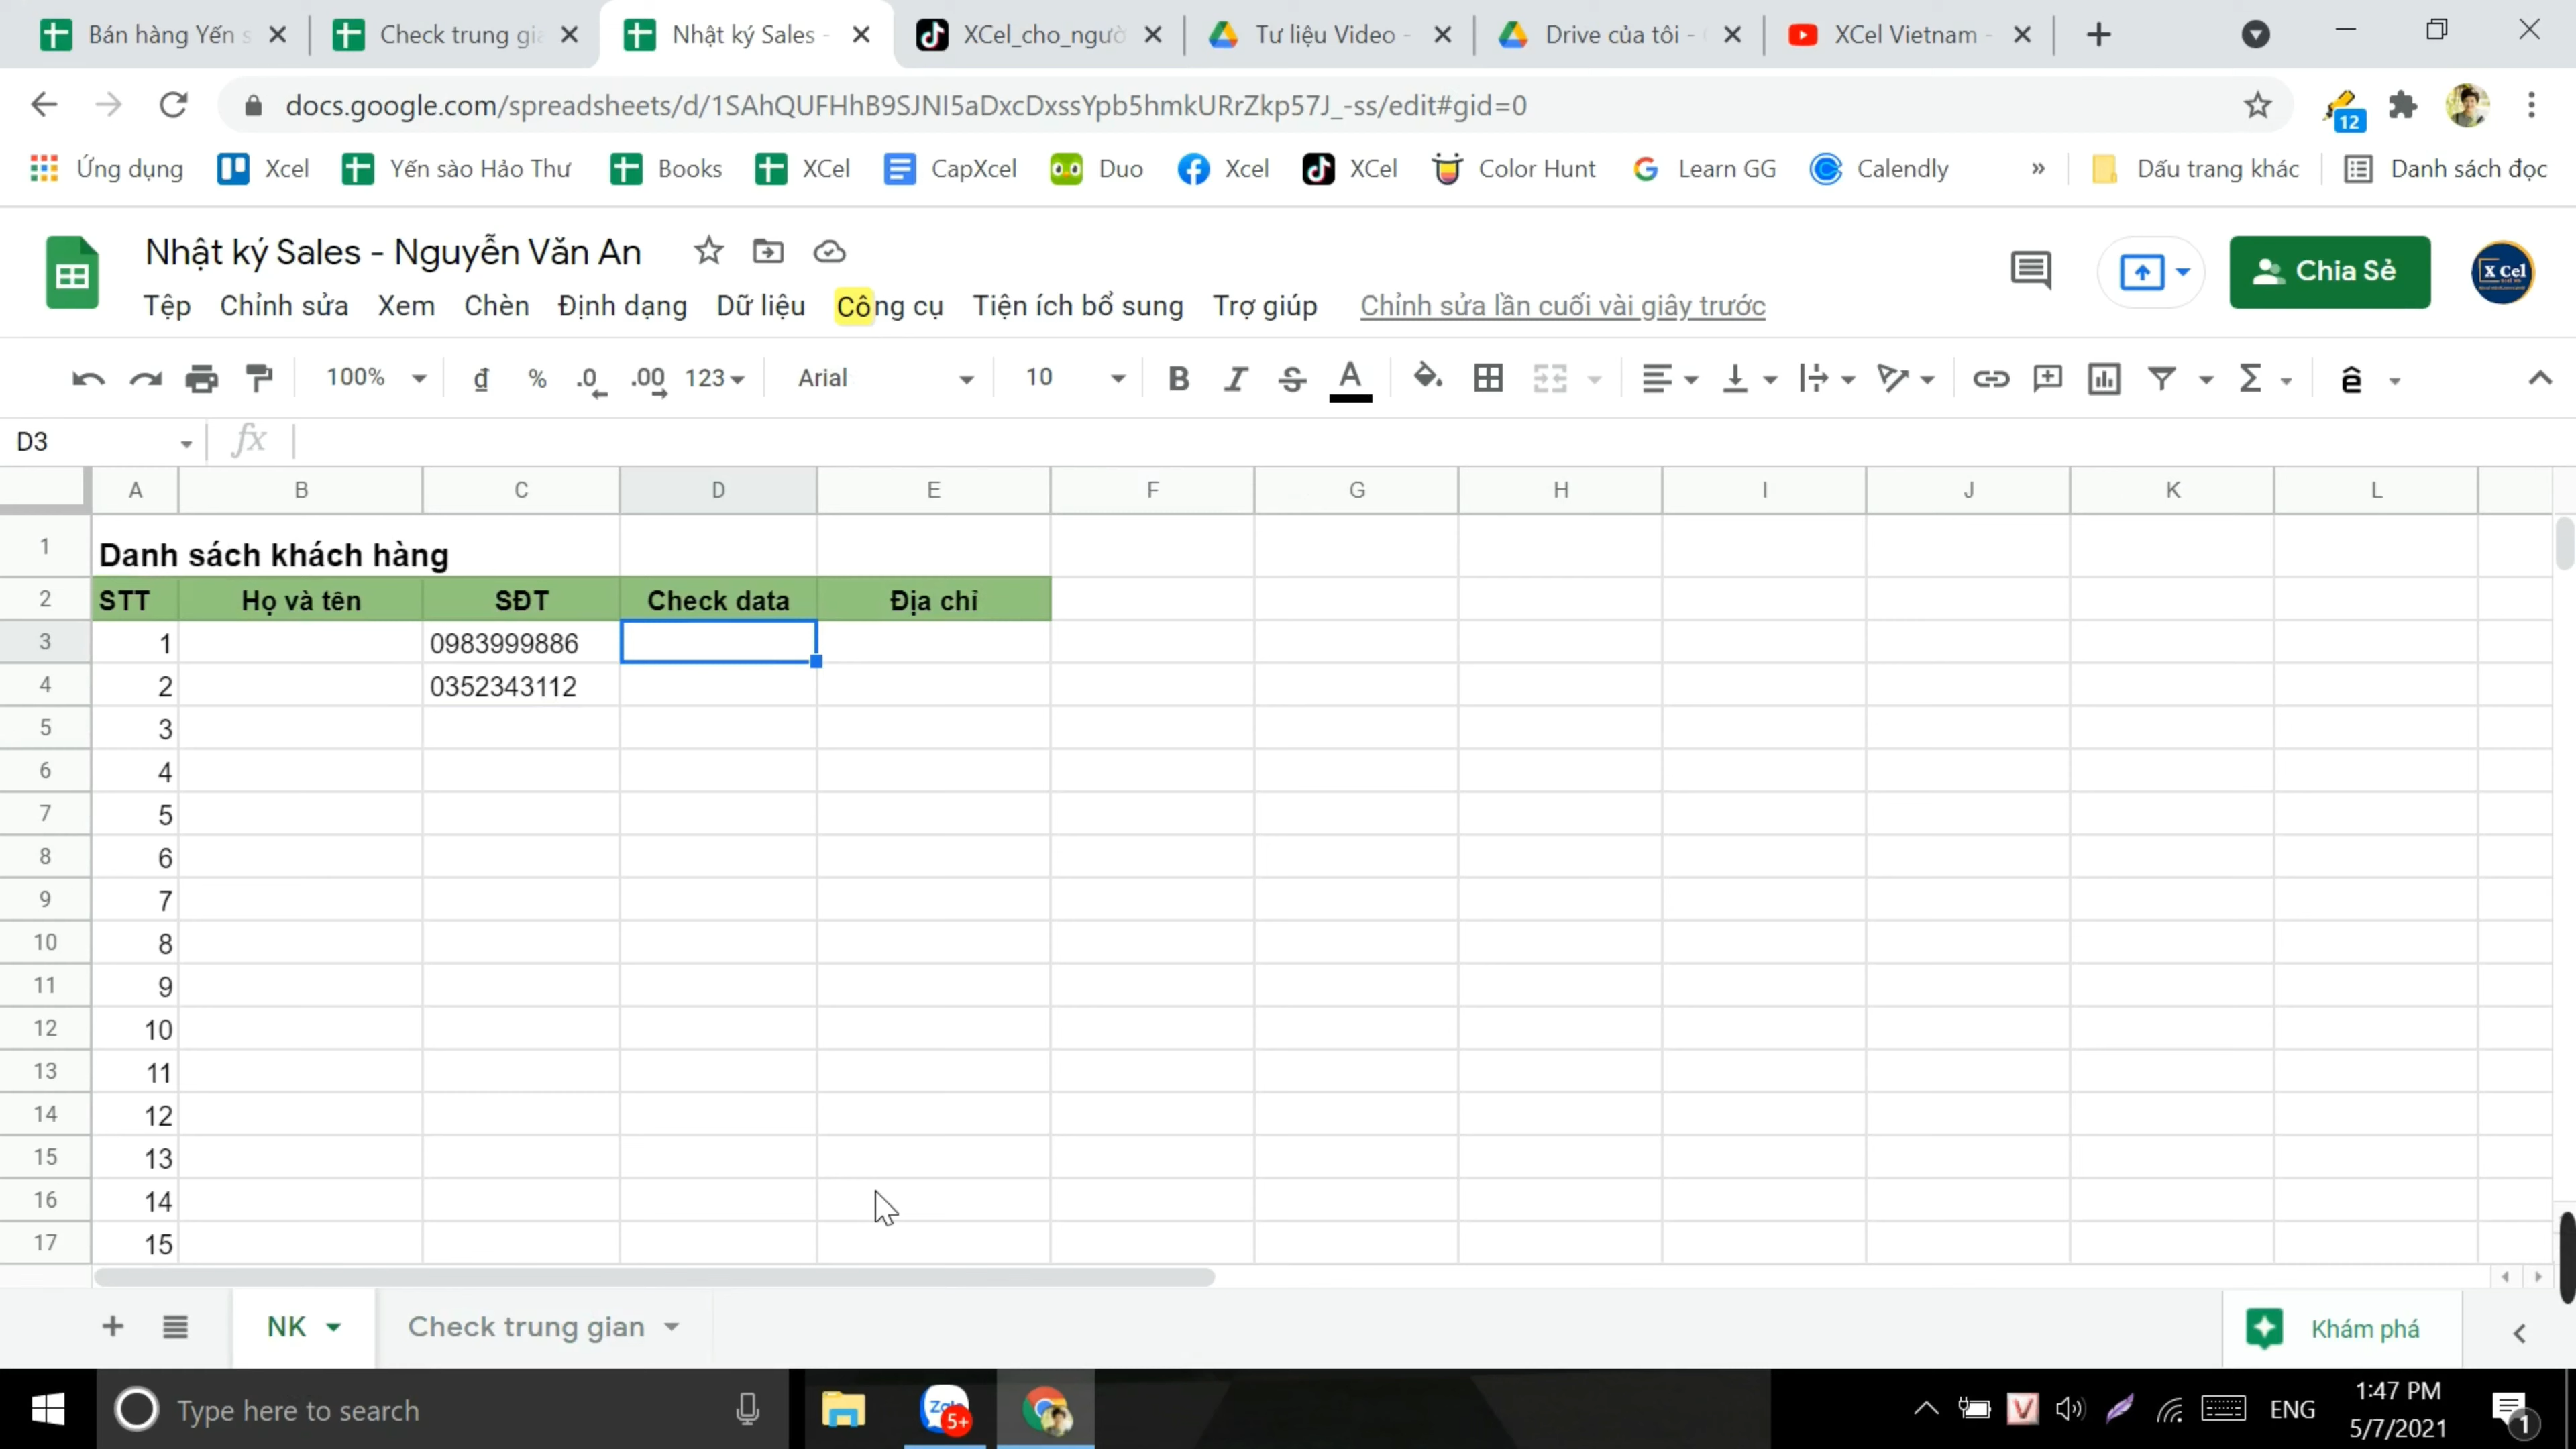 Bán hàng Yến s
Check trung gia
Nhật ký Sales -
XCel_cho_ngườ
Tư liệu Video -
Drive của tôi -
XCel Vietnam -
docs.google.com/spreadsheets/d/1SAhQUFHhB9SJNI5aDxcDxssYpb5hmkURrZkp57J_-ss/edit#gid=0
12
Ứng dụng
Xcel
Yến sào Hảo Thư
Books
XCel
CapXcel
Duo
Xcel
XCel
Color Hunt
Learn GG
Calendly
»
Dấu trang khác
Danh sách đọc
Nhật ký Sales - Nguyễn Văn An
Chia Sẻ
X Cel
Tệp Chỉnh sửa Xem Chèn Định dạng Dữ liệu Công cụ Tiện ích bổ sung Trợ giúp Chỉnh sửa lần cuối vài giây trước
100% đ % .0 .00 123 Arial 10 B I S A Σ ê
D3 fx
A B C D E F G H I J K L
1 Danh sách khách hàng
2 STT Họ và tên SĐT Check data Địa chỉ
3 1 0983999886
4 2 0352343112
5 3
6 4
7 5
8 6
9 7
10 8
11 9
12 10
13 11
14 12
15 13
16 14
17 15
NK Check trung gian Khám phá
Type here to search
Zalo
5+
V
ENG
1:47 PM
5/7/2021
1